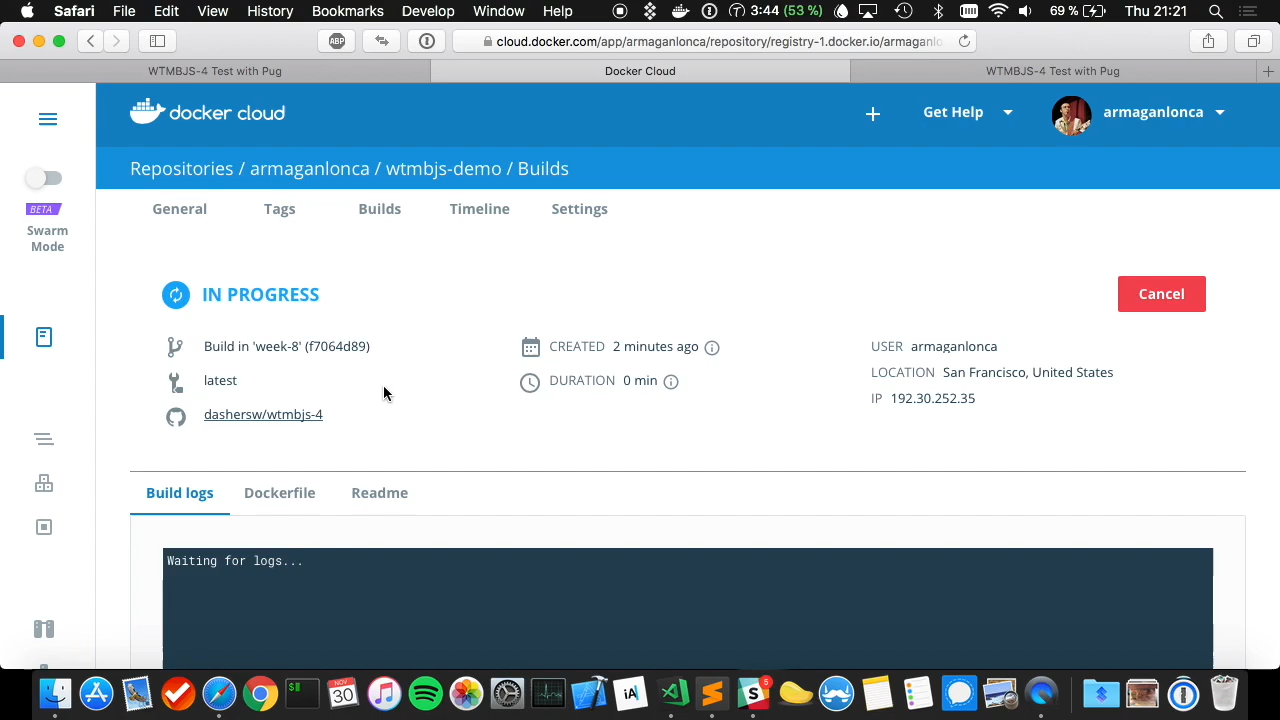 Safari File Edit View History Bookmarks Develop Window Help 3:44 (53 %) 69 % Thu 21:21
ABP cloud.docker.com/app/armaganlonca/repository/registry-1.docker.io/armaganlo
WTMBJS-4 Test with Pug Docker Cloud WTMBJS-4 Test with Pug
docker cloud Get Help armaganlonca
Repositories / armaganlonca / wtmbjs-demo / Builds
General Tags Builds Timeline Settings
BETA
Swarm
Mode
IN PROGRESS Cancel
Build in 'week-8' (f7064d89) CREATED 2 minutes ago USER armaganlonca
latest DURATION 0 min LOCATION San Francisco, United States
dashersw/wtmbjs-4 IP 192.30.252.35
Build logs Dockerfile Readme
Waiting for logs...
$ NOV 30 iA 5